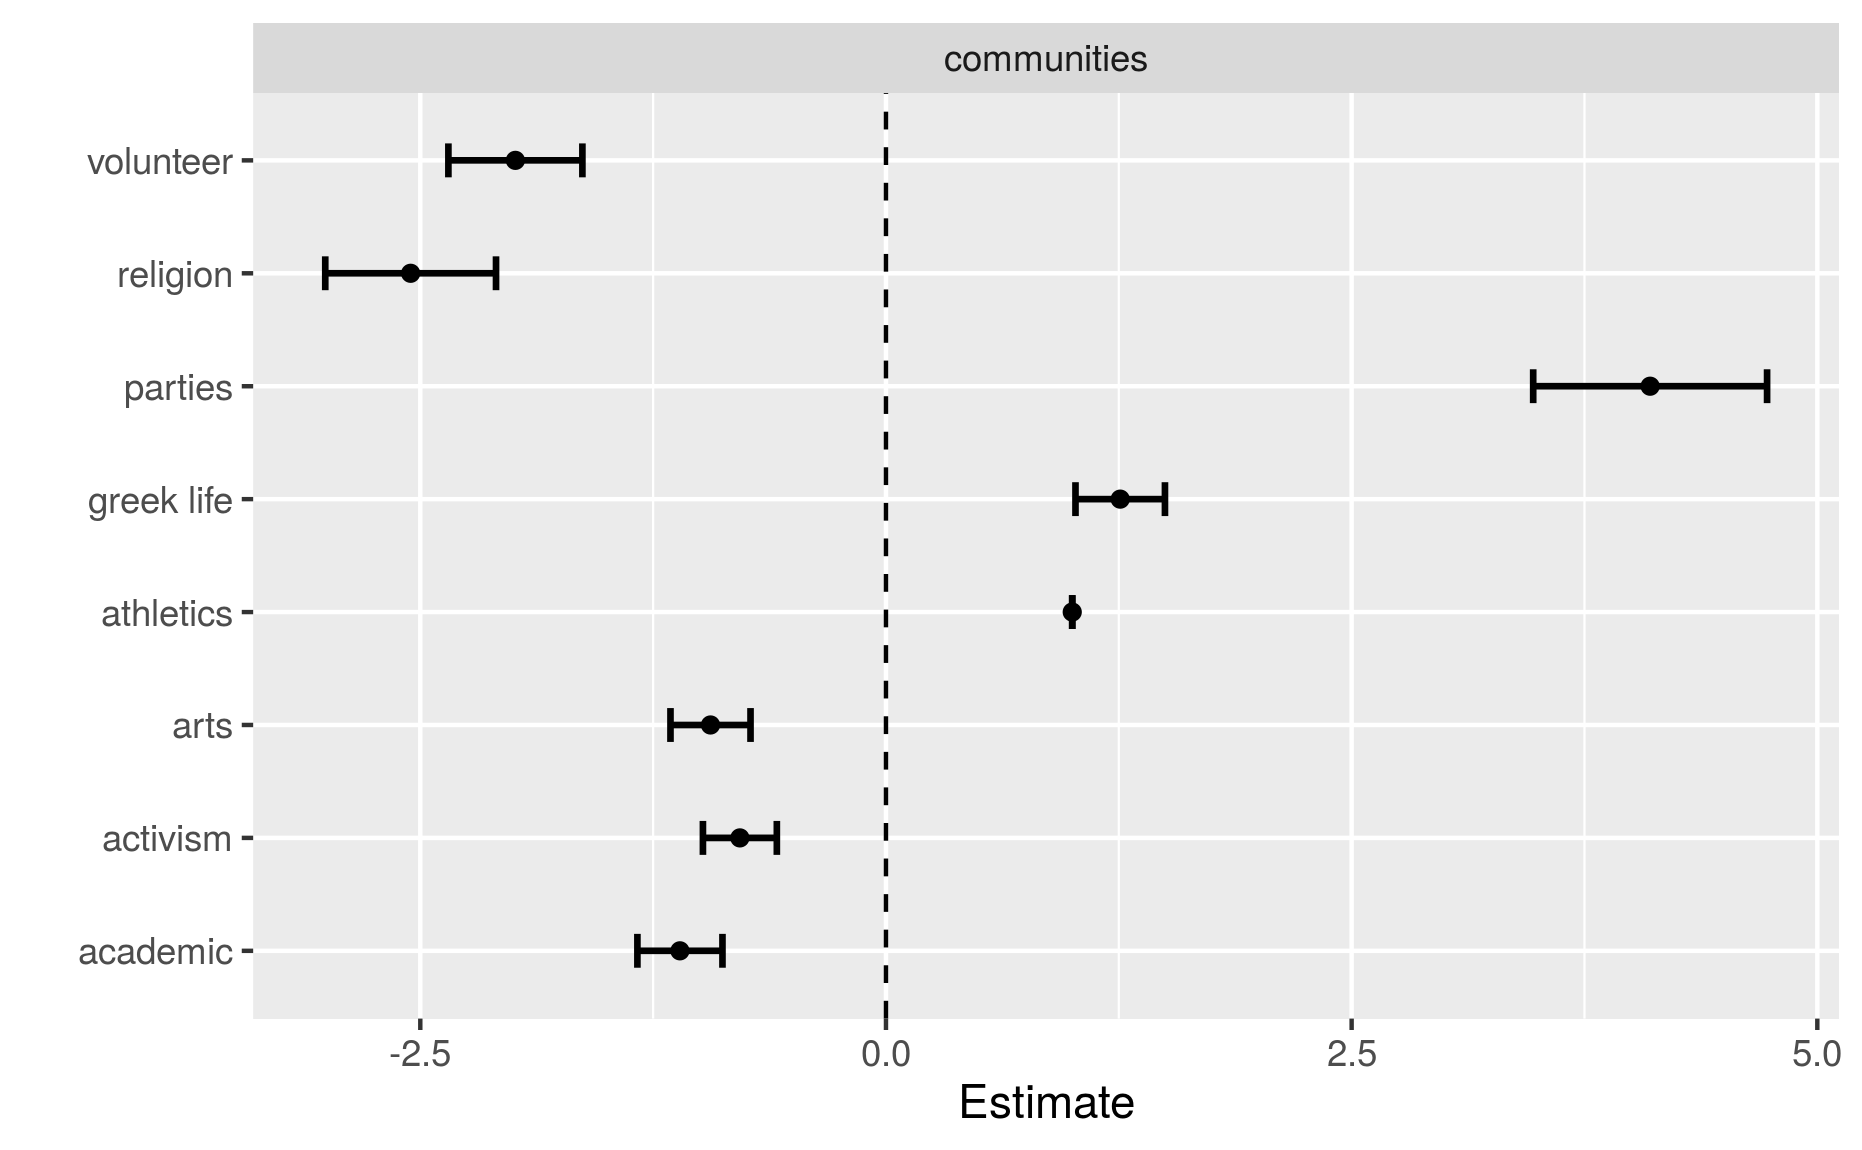 communities
volunteer
religion
parties
greek life
athletics
arts
activism
academic
-2.5 0.0 2.5 5.0
Estimate